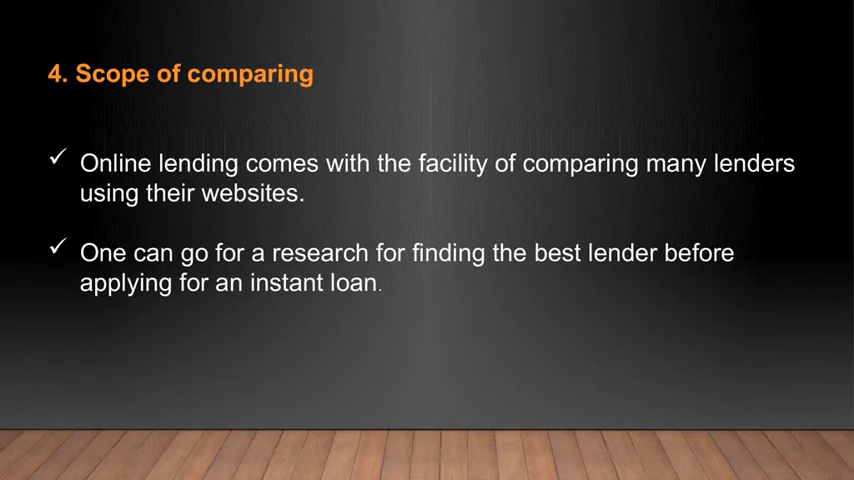 4. Scope of comparing
✓ Online lending comes with the facility of comparing many lenders
using their websites.
✓ One can go for a research for finding the best lender before
applying for an instant loan.